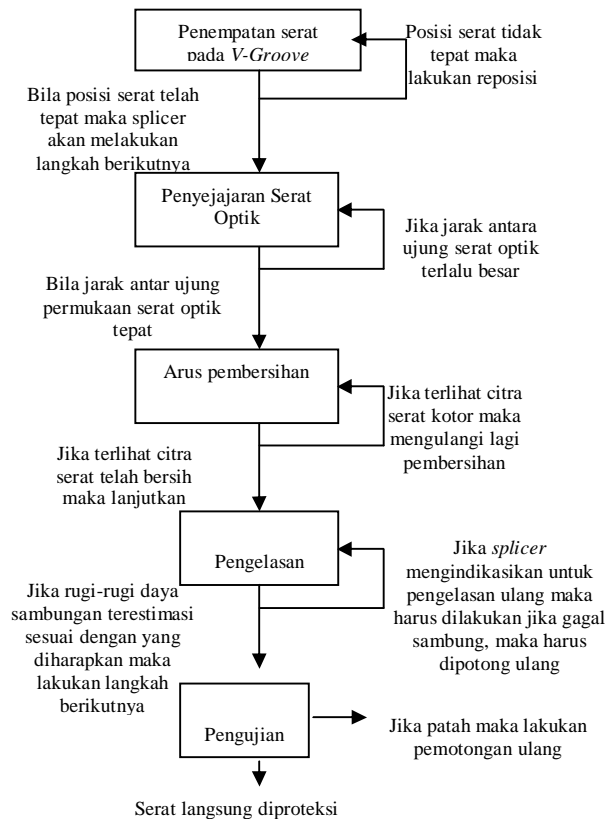 Penempatan serat
pada V-Groove
Posisi serat tidak
tepat maka
lakukan reposisi
Bila posisi serat telah
tepat maka splicer
akan melakukan
langkah berikutnya
Penyejajaran Serat
Optik
Jika jarak antara
ujung serat optik
terlalu besar
Bila jarak antar ujung
permukaan serat optik
tepat
Arus pembersihan
Jika terlihat citra
serat kotor maka
mengulangi lagi
pembersihan
Jika terlihat citra
serat telah bersih
maka lanjutkan
Pengelasan
Jika splicer
mengindikasikan untuk
pengelasan ulang maka
harus dilakukan jika gagal
sambung, maka harus
dipotong ulang
Jika rugi-rugi daya
sambungan terestimasi
sesuai dengan yang
diharapkan maka
lakukan langkah
berikutnya
Pengujian
Jika patah maka lakukan
pemotongan ulang
Serat langsung diproteksi